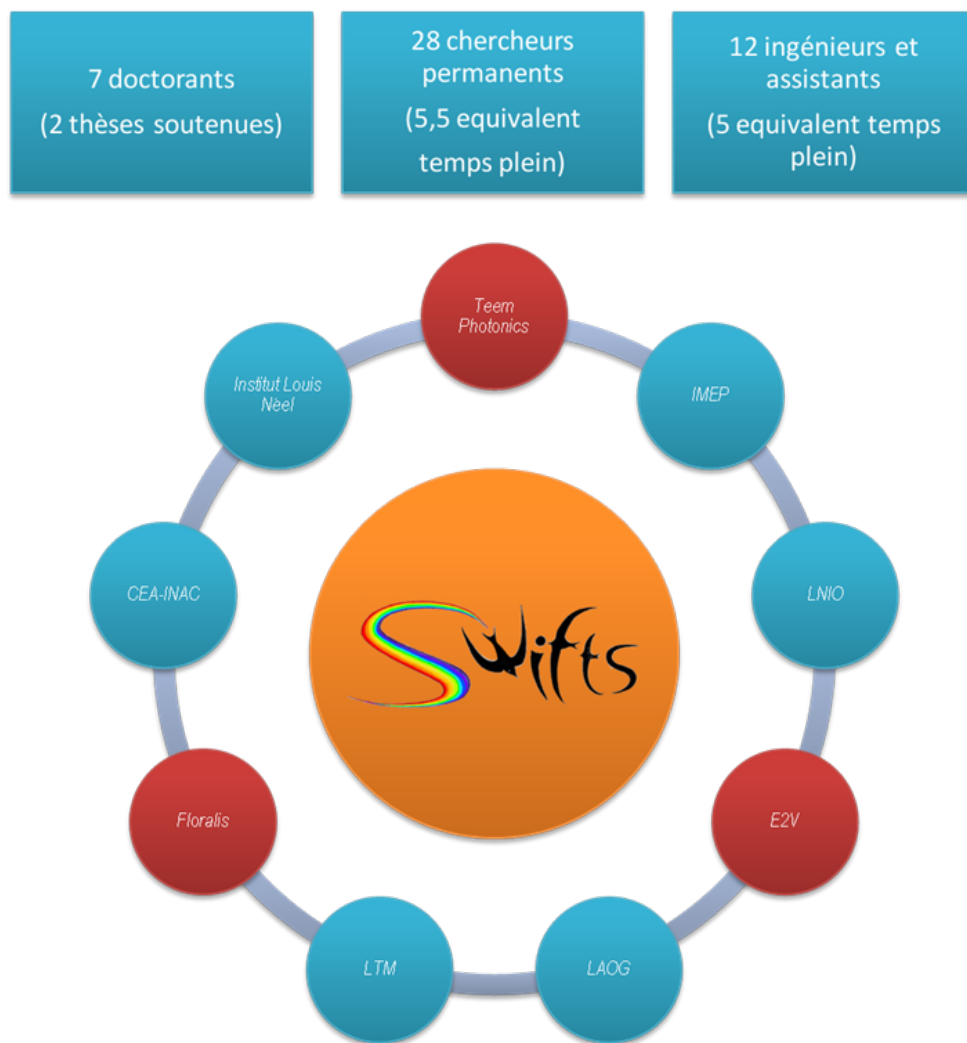 7 doctorants
(2 thèses soutenues)
28 chercheurs
permanents
(5,5 equivalent
temps plein)
12 ingénieurs et
assistants
(5 equivalent temps
plein)
Teem
Photonics
Institut Louis
Néel
IMEP
CEA-INAC
LNIO
Swifts
Floralis
E2V
LTM
LAOG